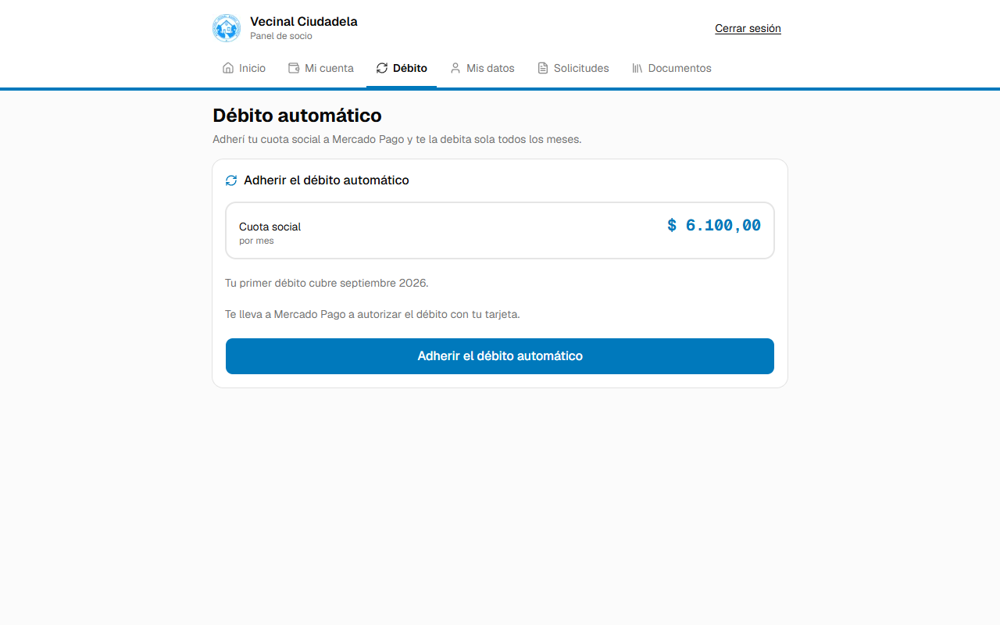 Vecinal Ciudadela
Panel de socio
Cerrar sesión
Inicio
Mi cuenta
Débito
Mis datos
Solicitudes
Documentos
Débito automático
Adherí tu cuota social a Mercado Pago y te la debita sola todos los meses.
Adherir el débito automático
Cuota social
$ 6.100,00
por mes
Tu primer débito cubre septiembre 2026.
Te lleva a Mercado Pago a autorizar el débito con tu tarjeta.
Adherir el débito automático